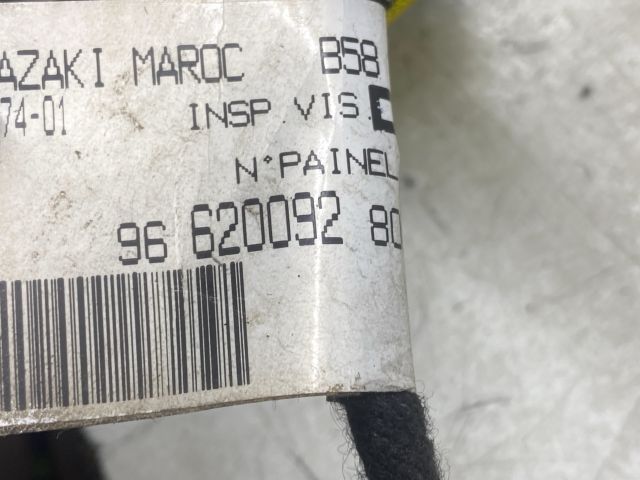 AZAKI MAROC B58
74-01 INSP VIS.
N°PAINEL
96 620092 80